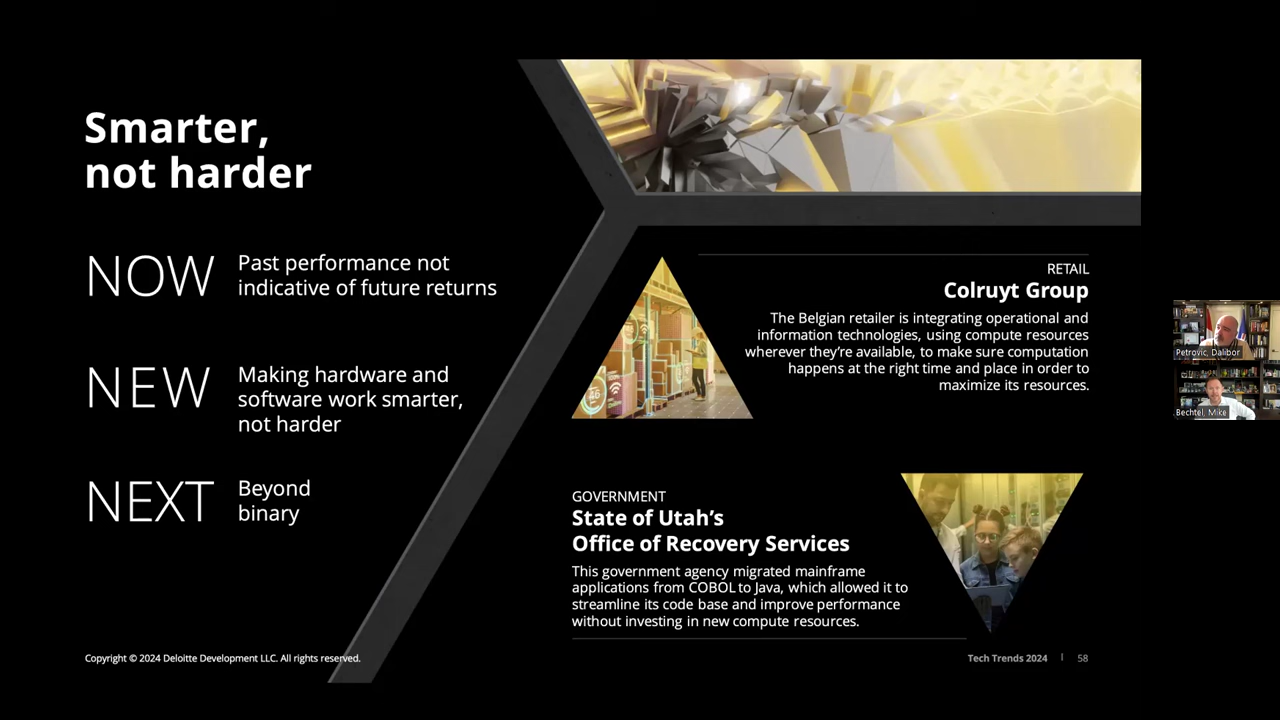 Smarter,
not harder
NOW
Past performance not
indicative of future returns
NEW
Making hardware and
software work smarter,
not harder
NEXT
Beyond
binary
RETAIL
Colruyt Group
The Belgian retailer is integrating operational and
information technologies, using compute resources
wherever they’re available, to make sure computation
happens at the right time and place in order to
maximize its resources.
GOVERNMENT
State of Utah’s
Office of Recovery Services
This government agency migrated mainframe
applications from COBOL to Java, which allowed it to
streamline its code base and improve performance
without investing in new compute resources.
Copyright © 2024 Deloitte Development LLC. All rights reserved.
Tech Trends 2024 | 58
Petrovic, Dalibor
Bechtel, Mike